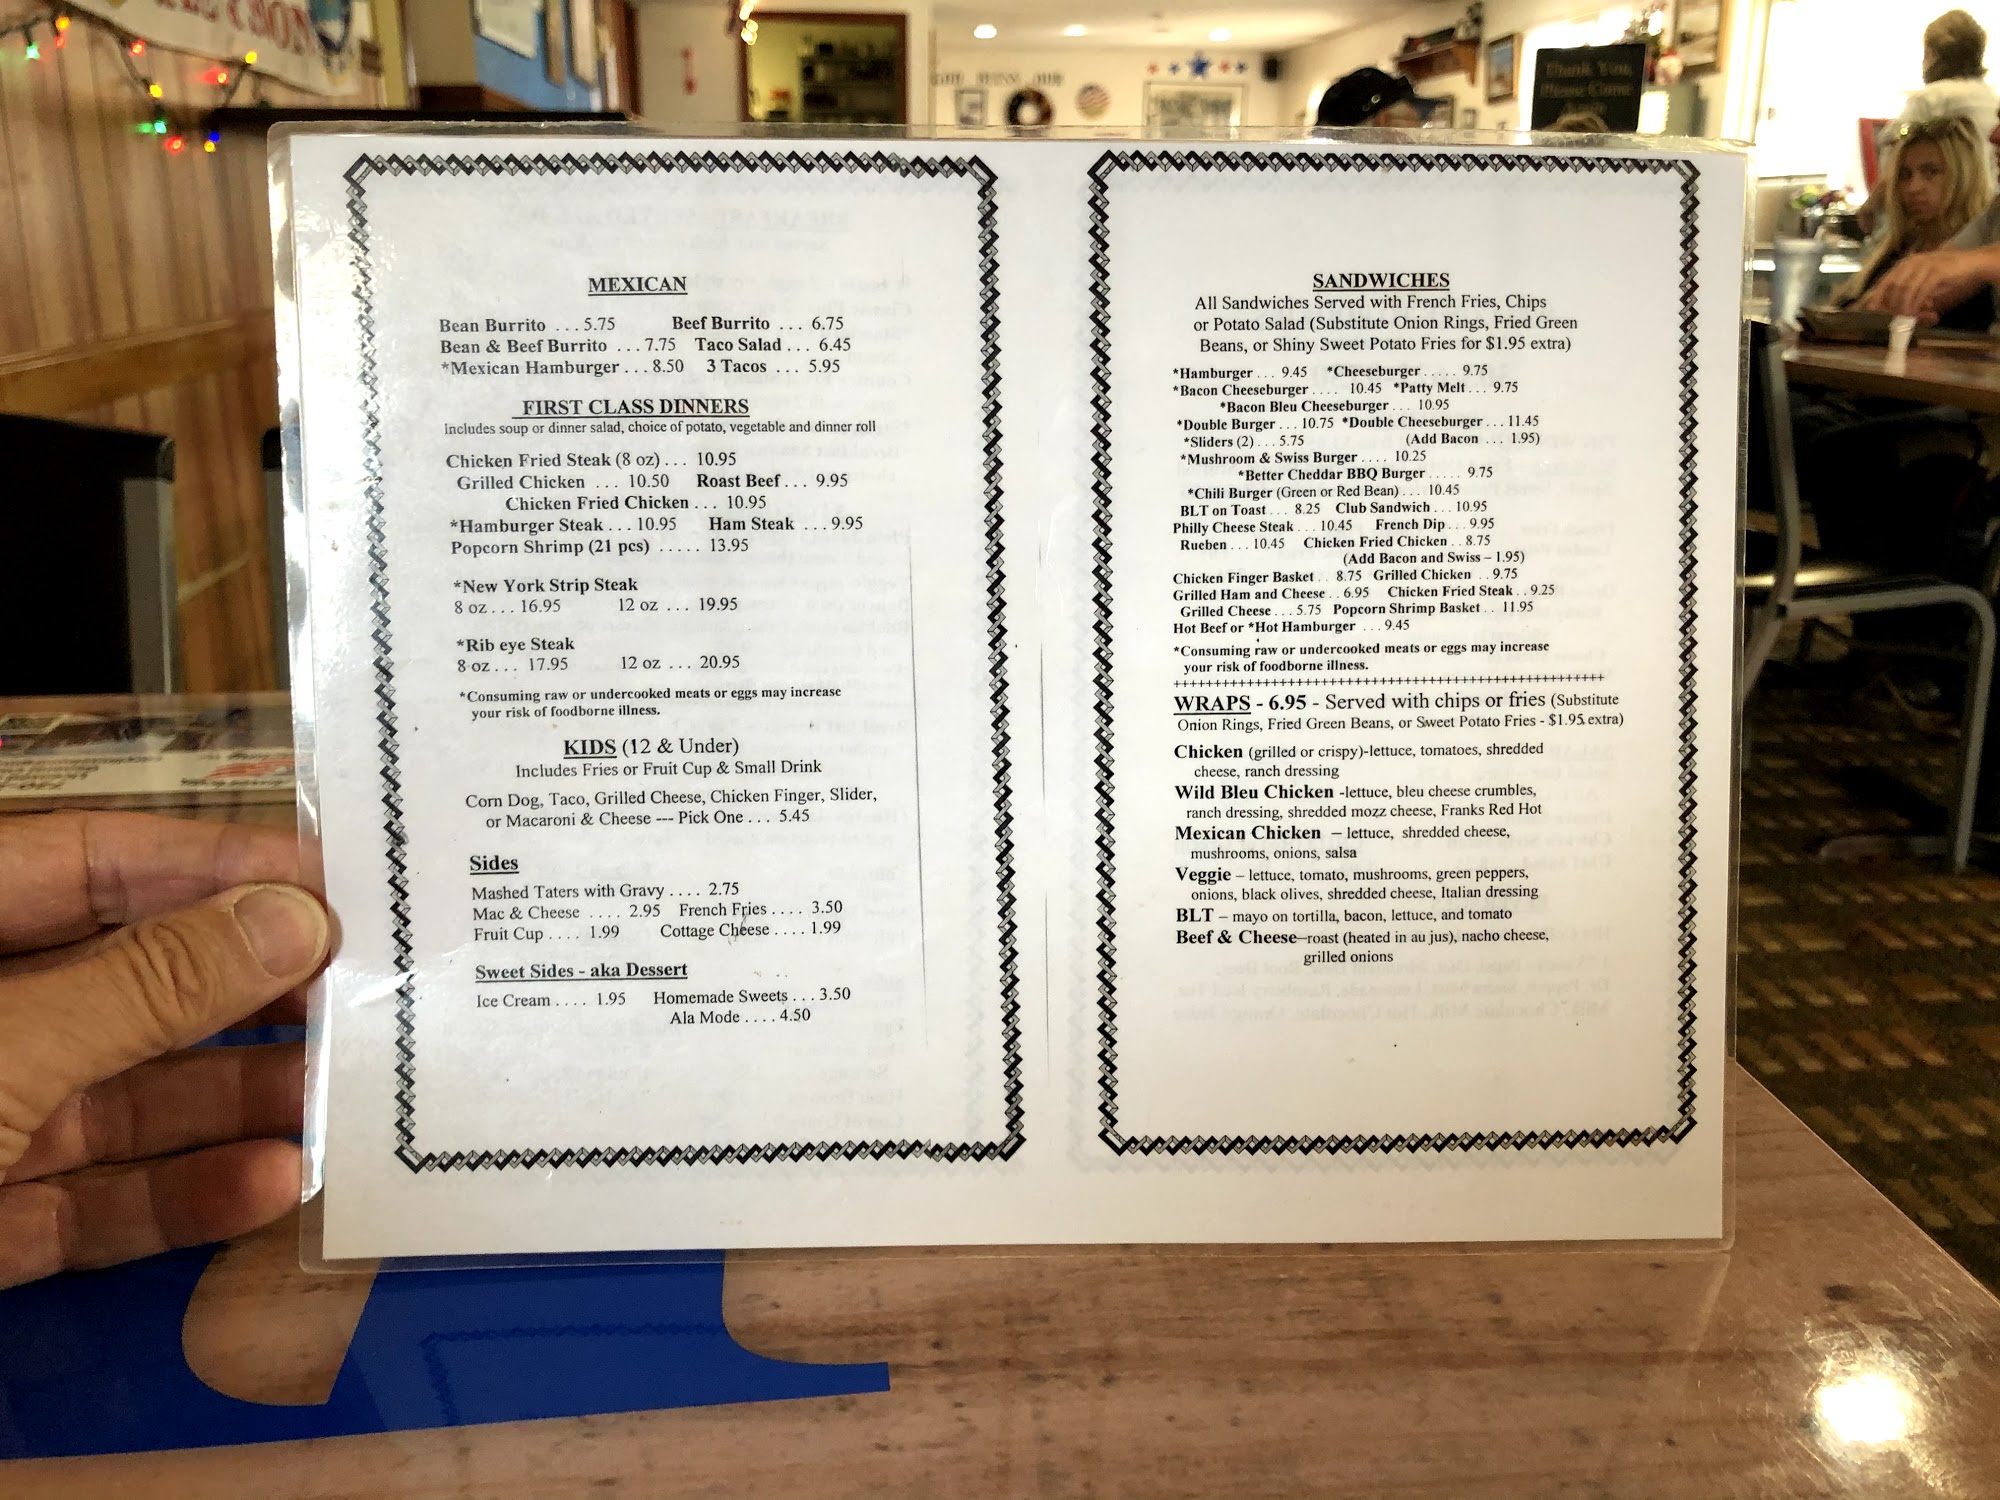 Thank You,
Please Come
Again
MEXICAN
Bean Burrito ... 5.75 Beef Burrito ... 6.75
Bean & Beef Burrito ... 7.75 Taco Salad ... 6.45
*Mexican Hamburger ... 8.50 3 Tacos ... 5.95
FIRST CLASS DINNERS
Includes soup or dinner salad, choice of potato, vegetable and dinner roll
Chicken Fried Steak (8 oz) ... 10.95
Grilled Chicken ... 10.50 Roast Beef ... 9.95
Chicken Fried Chicken ... 10.95
*Hamburger Steak ... 10.95 Ham Steak ... 9.95
Popcorn Shrimp (21 pcs) ..... 13.95
*New York Strip Steak
8 oz ... 16.95 12 oz ... 19.95
*Rib eye Steak
8 oz ... 17.95 12 oz ... 20.95
*Consuming raw or undercooked meats or eggs may increase
your risk of foodborne illness.
KIDS (12 & Under)
Includes Fries or Fruit Cup & Small Drink
Corn Dog, Taco, Grilled Cheese, Chicken Finger, Slider,
or Macaroni & Cheese --- Pick One ... 5.45
Sides
Mashed Taters with Gravy .... 2.75
Mac & Cheese .... 2.95 French Fries .... 3.50
Fruit Cup .... 1.99 Cottage Cheese .... 1.99
Sweet Sides - aka Dessert
Ice Cream .... 1.95 Homemade Sweets ... 3.50
Ala Mode .... 4.50
SANDWICHES
All Sandwiches Served with French Fries, Chips
or Potato Salad (Substitute Onion Rings, Fried Green
Beans, or Shiny Sweet Potato Fries for $1.95 extra)
*Hamburger ... 9.45 *Cheeseburger ..... 9.75
*Bacon Cheeseburger .... 10.45 *Patty Melt ... 9.75
*Bacon Bleu Cheeseburger ... 10.95
*Double Burger ... 10.75 *Double Cheeseburger ... 11.45
*Sliders (2) ... 5.75 (Add Bacon ... 1.95)
*Mushroom & Swiss Burger .... 10.25
*Better Cheddar BBQ Burger ..... 9.75
*Chili Burger (Green or Red Bean) ... 10.45
BLT on Toast ... 8.25 Club Sandwich ... 10.95
Philly Cheese Steak ... 10.45 French Dip ... 9.95
Rueben ... 10.45 Chicken Fried Chicken .. 8.75
(Add Bacon and Swiss – 1.95)
Chicken Finger Basket .. 8.75 Grilled Chicken .. 9.75
Grilled Ham and Cheese .. 6.95 Chicken Fried Steak .. 9.25
Grilled Cheese ... 5.75 Popcorn Shrimp Basket .. 11.95
Hot Beef or *Hot Hamburger ... 9.45
*Consuming raw or undercooked meats or eggs may increase
your risk of foodborne illness.
++++++++++++++++++++++++++++++++++++++++++++++++++++++
WRAPS - 6.95 - Served with chips or fries (Substitute
Onion Rings, Fried Green Beans, or Sweet Potato Fries - $1.95 extra)
Chicken (grilled or crispy)-lettuce, tomatoes, shredded
cheese, ranch dressing
Wild Bleu Chicken -lettuce, bleu cheese crumbles,
ranch dressing, shredded mozz cheese, Franks Red Hot
Mexican Chicken – lettuce, shredded cheese,
mushrooms, onions, salsa
Veggie – lettuce, tomato, mushrooms, green peppers,
onions, black olives, shredded cheese, Italian dressing
BLT – mayo on tortilla, bacon, lettuce, and tomato
Beef & Cheese–roast (heated in au jus), nacho cheese,
grilled onions